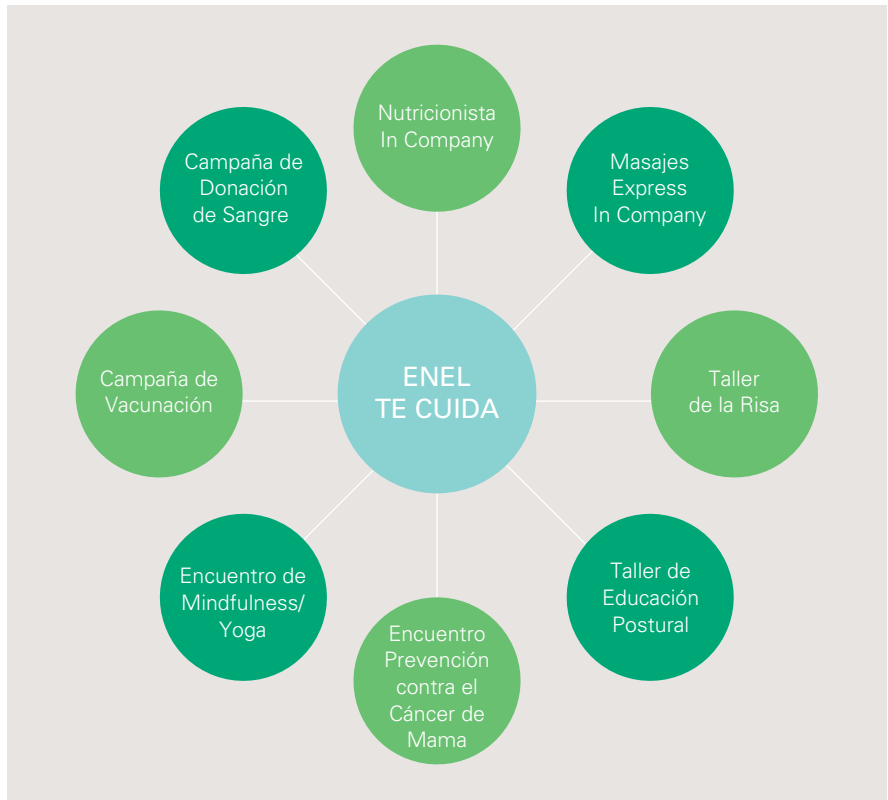 Nutricionista
In Company
Campaña de
Donación
de Sangre
Masajes
Express
In Company
Campaña de
Vacunación
ENEL
TE CUIDA
Taller
de la Risa
Encuentro de
Mindfulness/
Yoga
Taller de
Educación
Postural
Encuentro
Prevención
contra el
Cáncer de
Mama